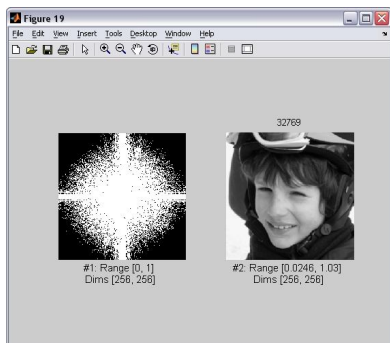 Figure 19
File Edit View Insert Tools Desktop Window Help
32769
#1: Range [0, 1]
Dims [256, 256]
#2: Range [0.0246, 1.03]
Dims [256, 256]